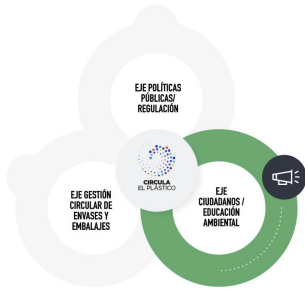 EJE POLÍTICAS
PÚBLICAS/
REGULACIÓN
CIRCULA
EL PLÁSTICO
EJE GESTIÓN
CIRCULAR DE
ENVASES Y
EMBALAJES
EJE
CIUDADANOS /
EDUCACIÓN
AMBIENTAL